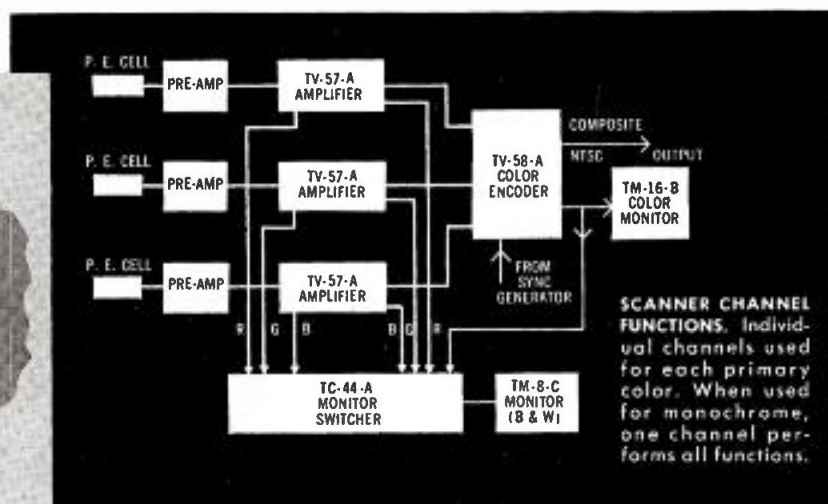 P. E. CELL
PRE-AMP
TV-57-A
AMPLIFIER
P. E. CELL
PRE-AMP
TV-57-A
AMPLIFIER
P. E. CELL
PRE-AMP
TV-57-A
AMPLIFIER
TV-58-A
COLOR
ENCODER
COMPOSITE
NTSC OUTPUT
TM-16-B
COLOR
MONITOR
FROM
SYNC
GENERATOR
R G B B G R
TC-44-A
MONITOR
SWITCHER
TM-8-C
MONITOR
(B & W)
SCANNER CHANNEL
FUNCTIONS. Individ-
ual channels used
for each primary
color. When used
for monochrome,
one channel per-
forms all functions.